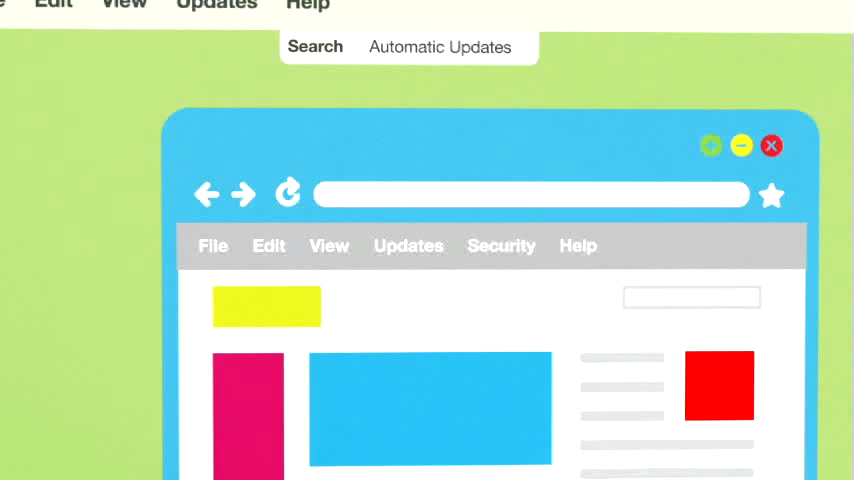 Edit View Updates Help
Search Automatic Updates
File Edit View Updates Security Help